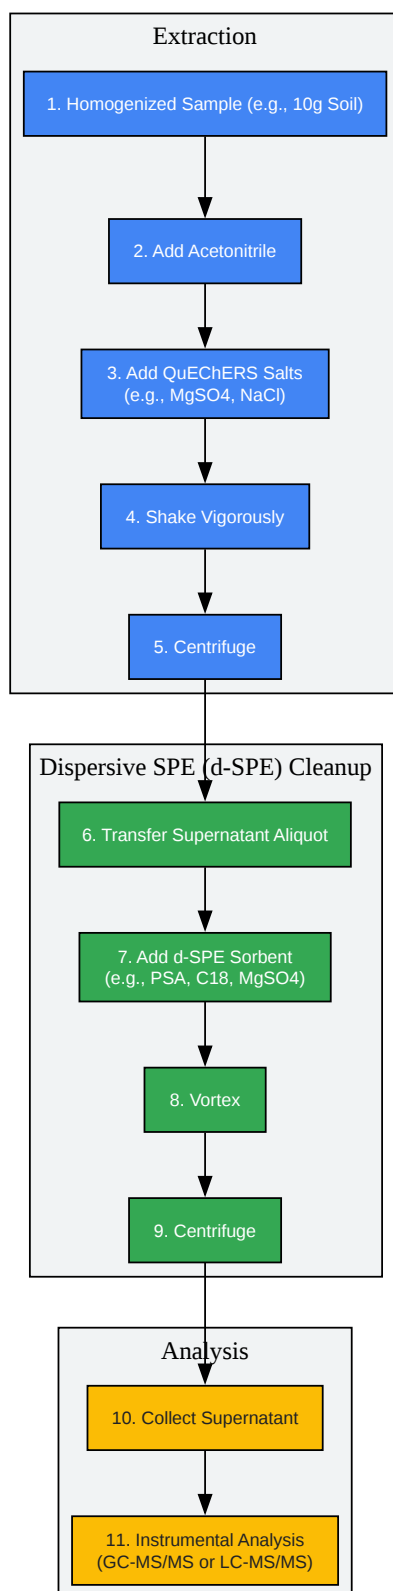 Extraction
1. Homogenized Sample (e.g., 10g Soil)
2. Add Acetonitrile
3. Add QuEChERS Salts
(e.g., MgSO4, NaCl)
4. Shake Vigorously
5. Centrifuge
Dispersive SPE (d-SPE) Cleanup
6. Transfer Supernatant Aliquot
7. Add d-SPE Sorbent
(e.g., PSA, C18, MgSO4)
8. Vortex
9. Centrifuge
Analysis
10. Collect Supernatant
11. Instrumental Analysis
(GC-MS/MS or LC-MS/MS)